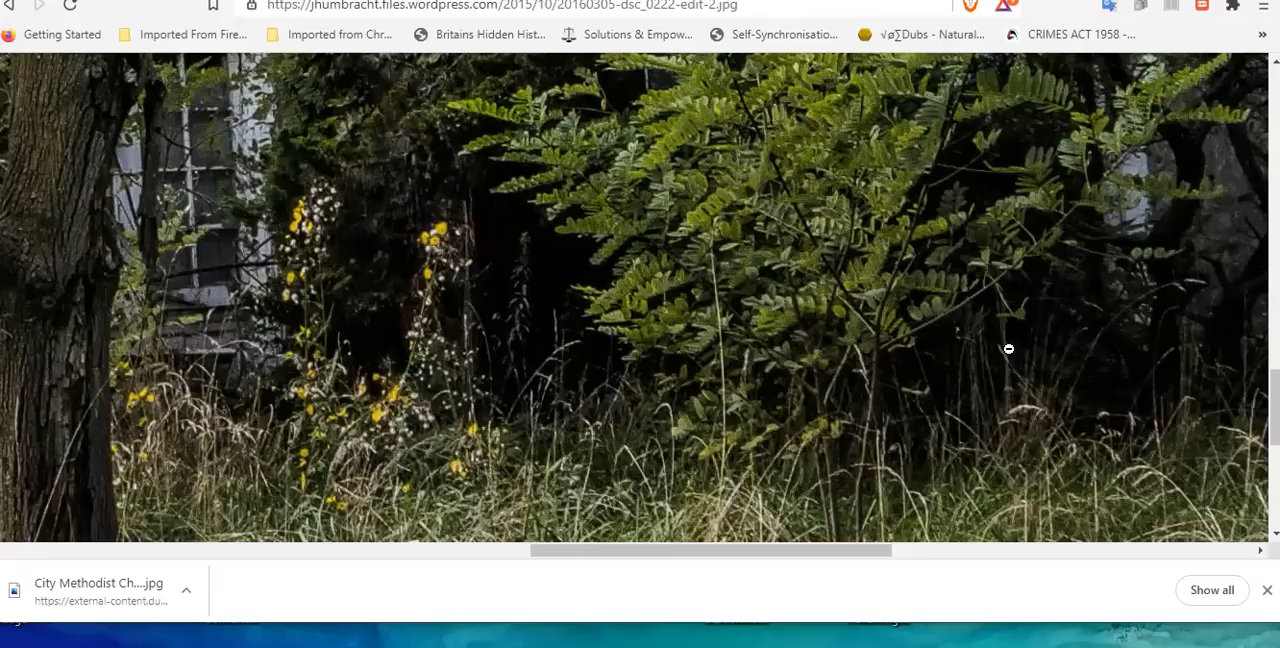 https://jhumbracht.files.wordpress.com/2015/10/20160305-dsc_0222-edit-2.jpg
Getting Started Imported From Fire... Imported from Chr... Britains Hidden Hist... Solutions & Empow... Self-Synchronisatio... √ø∑Dubs - Natural... CRIMES ACT 1958 -... »
City Methodist Ch....jpg
https://external-content.du...
Show all